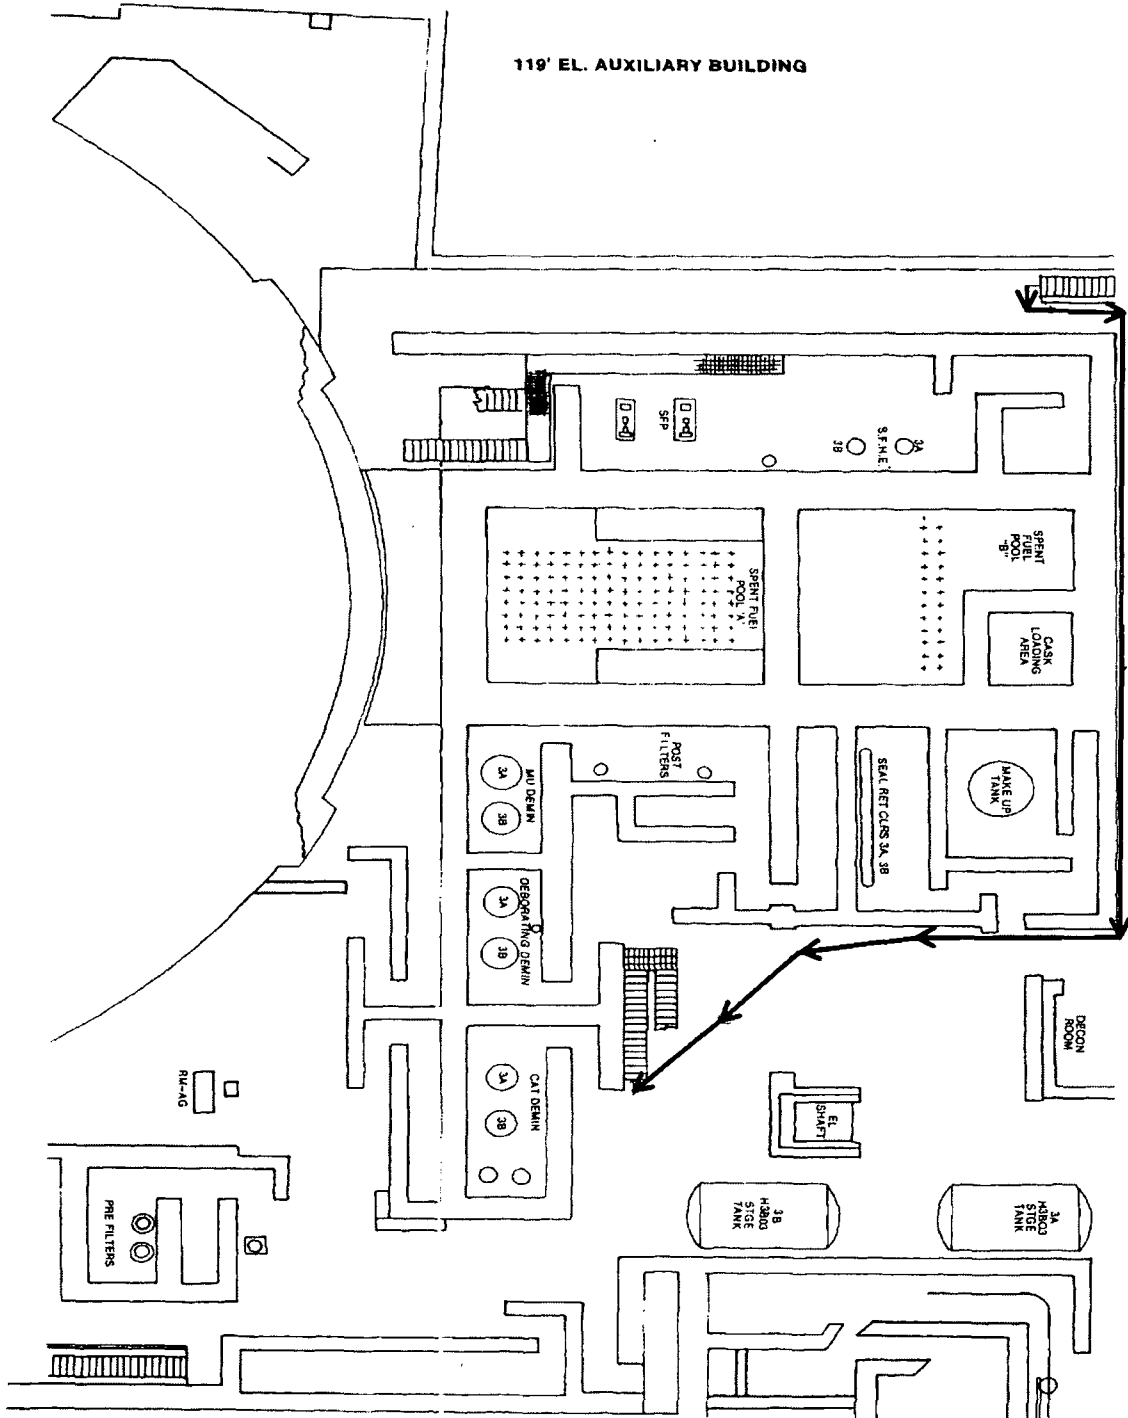 119' EL. AUXILIARY BUILDING
SFP
3B
S.F.H.E.
3A
SPENT FUEL
POOL 'A'
SPENT
FUEL
POOL
"B"
CASK
LOADING
AREA
MU DEMIN
3A
3B
POST
FILTERS
SEAL RET CLRS 3A, 3B
MAKE UP
TANK
DEBORATING DEMIN
3A
3B
DECON
ROOM
CAT DEMIN
3A
3B
EL
SHAFT
RM-AG
PRE FILTERS
3B
H3BO3
STGE
TANK
3A
H3BO3
STGE
TANK